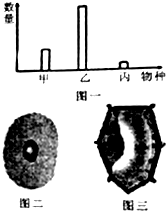 数
量
甲 乙 丙 物 种
图一
图二 图三